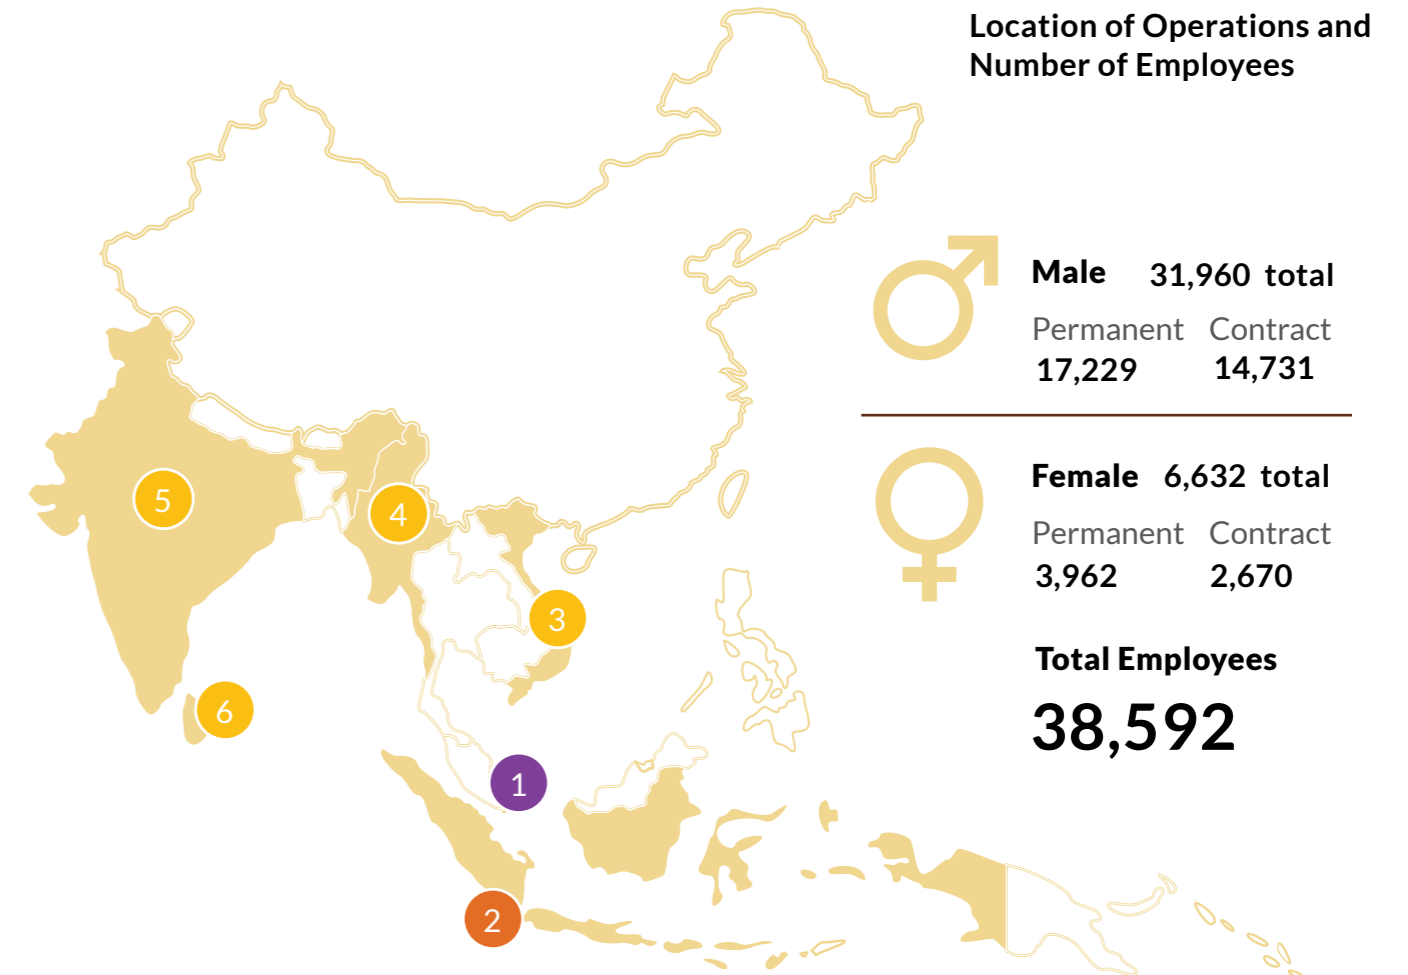 Location of Operations and
Number of Employees
Male 31,960 total
Permanent Contract
17,229 14,731
Female 6,632 total
Permanent Contract
3,962 2,670
Total Employees
38,592
5
4
3
6
1
2